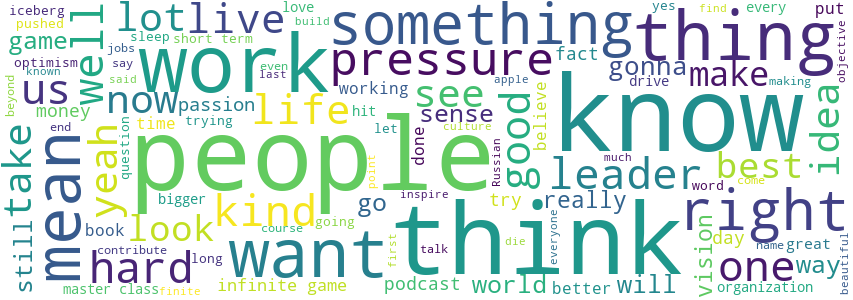 iceberg
pushed
game
optimism
jobs
say
us
known
beyond
money
end
take
still
mean
well
lot
live
love
build
sleep
short term
work
even
last
said
now
passion
working
trying
question
time
yeah
life
hit
let
people
culture
point
bigger
book
look
kind
go
going
contribute
hard
long
course
want
inspire
talk
first
master class
finite
infinite game
something
pressure
fact
see
sense
done
apple
Russian
good
believe
think
try
really
podcast
world
die
everyone
better
will
yes
find
every
put
thing
gonna
make
drive
making
objective
know
idea
much
leader
best
word
come
right
vision
day
name
great
one
way
organization
beautiful